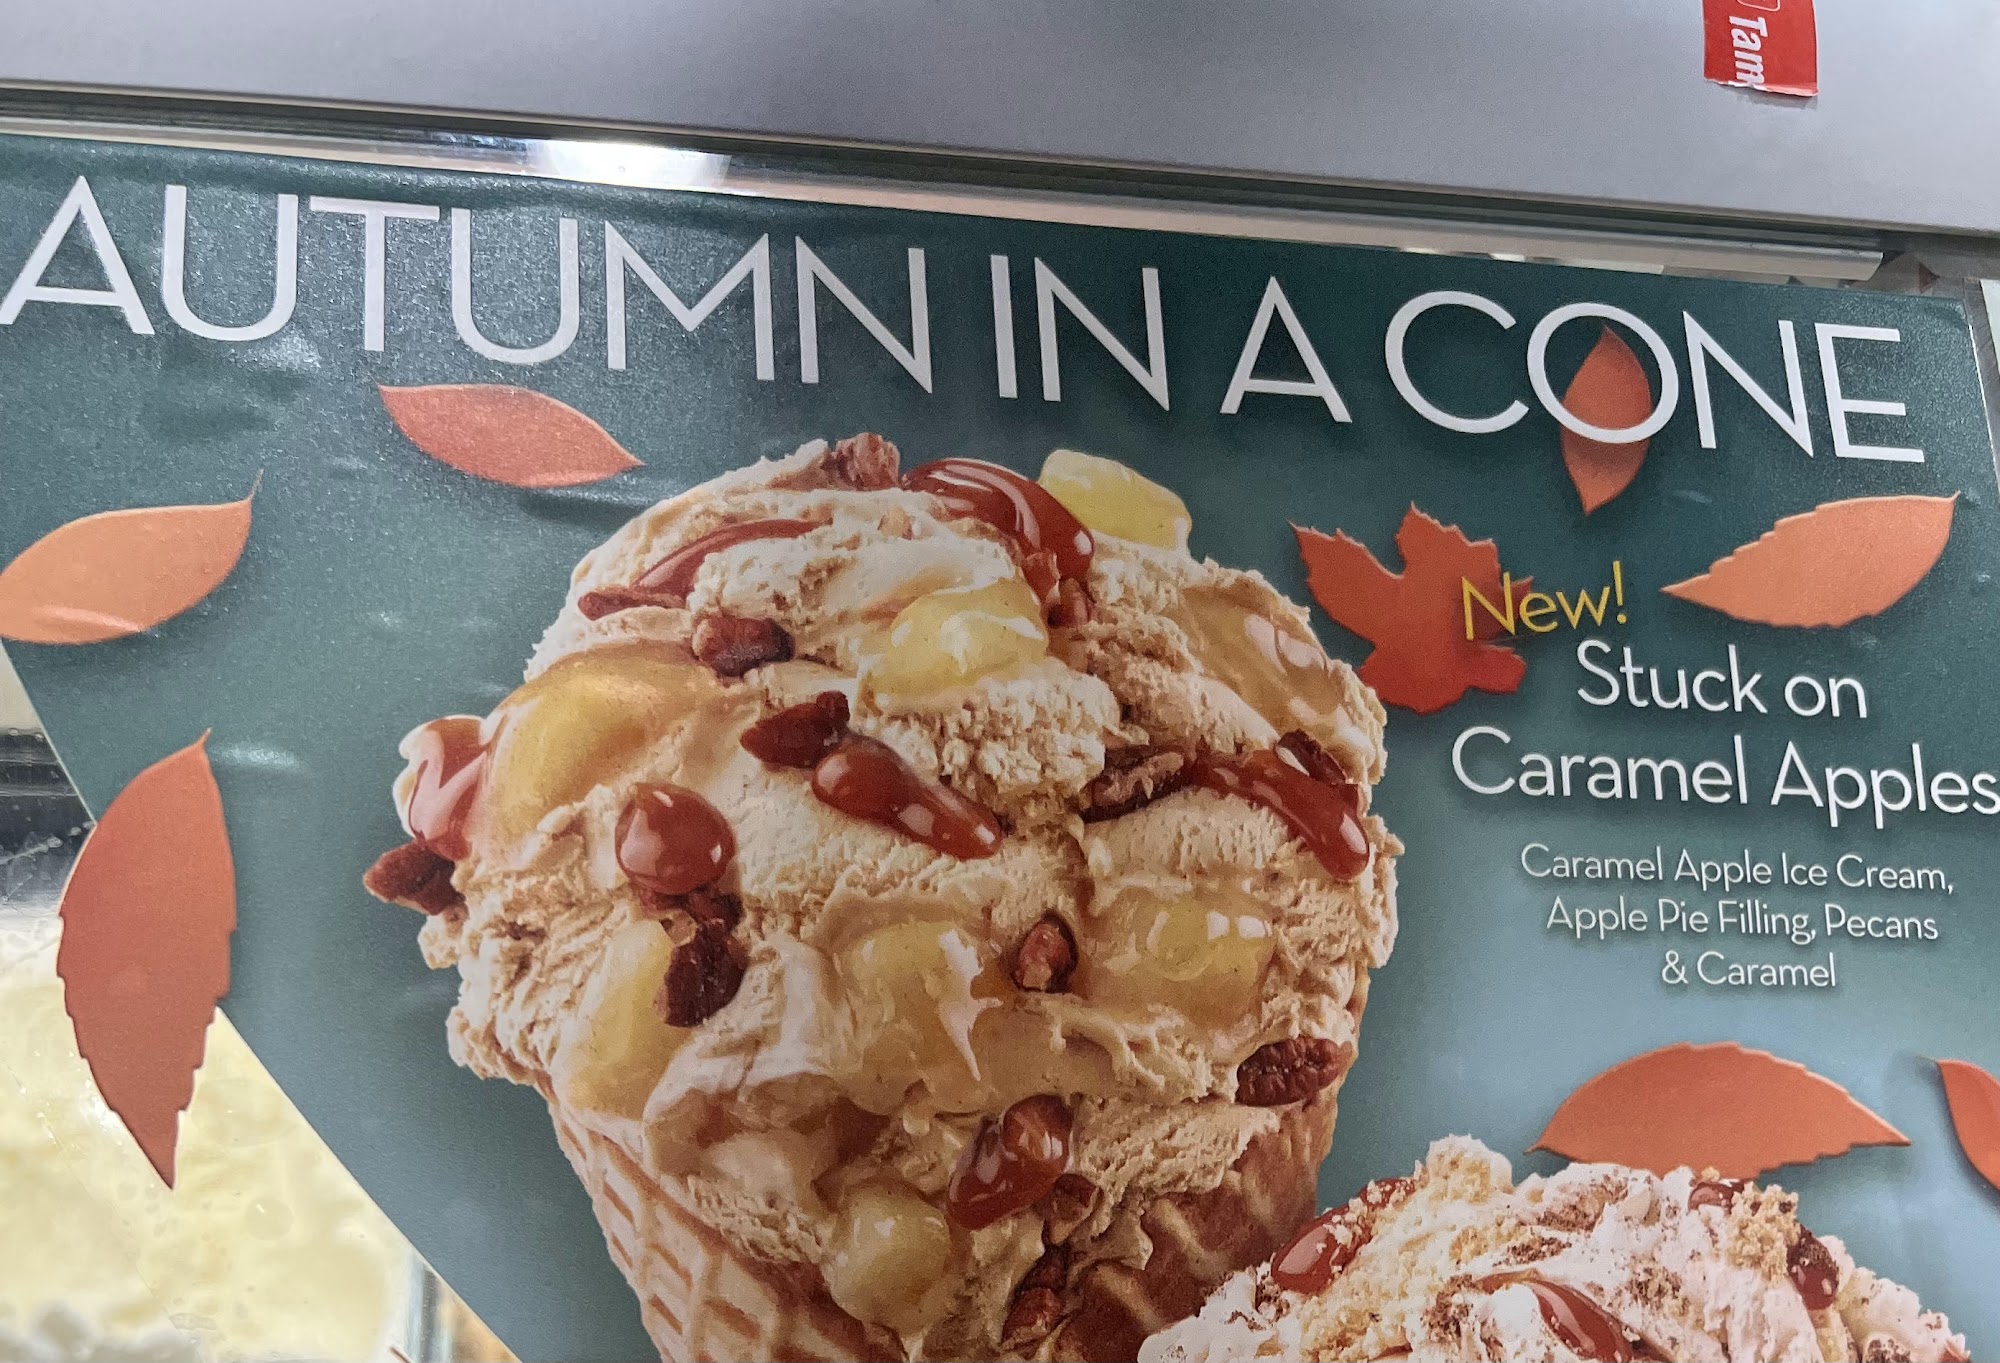 AUTUMN IN A CONE
New!
Stuck on
Caramel Apples
Caramel Apple Ice Cream,
Apple Pie Filling, Pecans
& Caramel